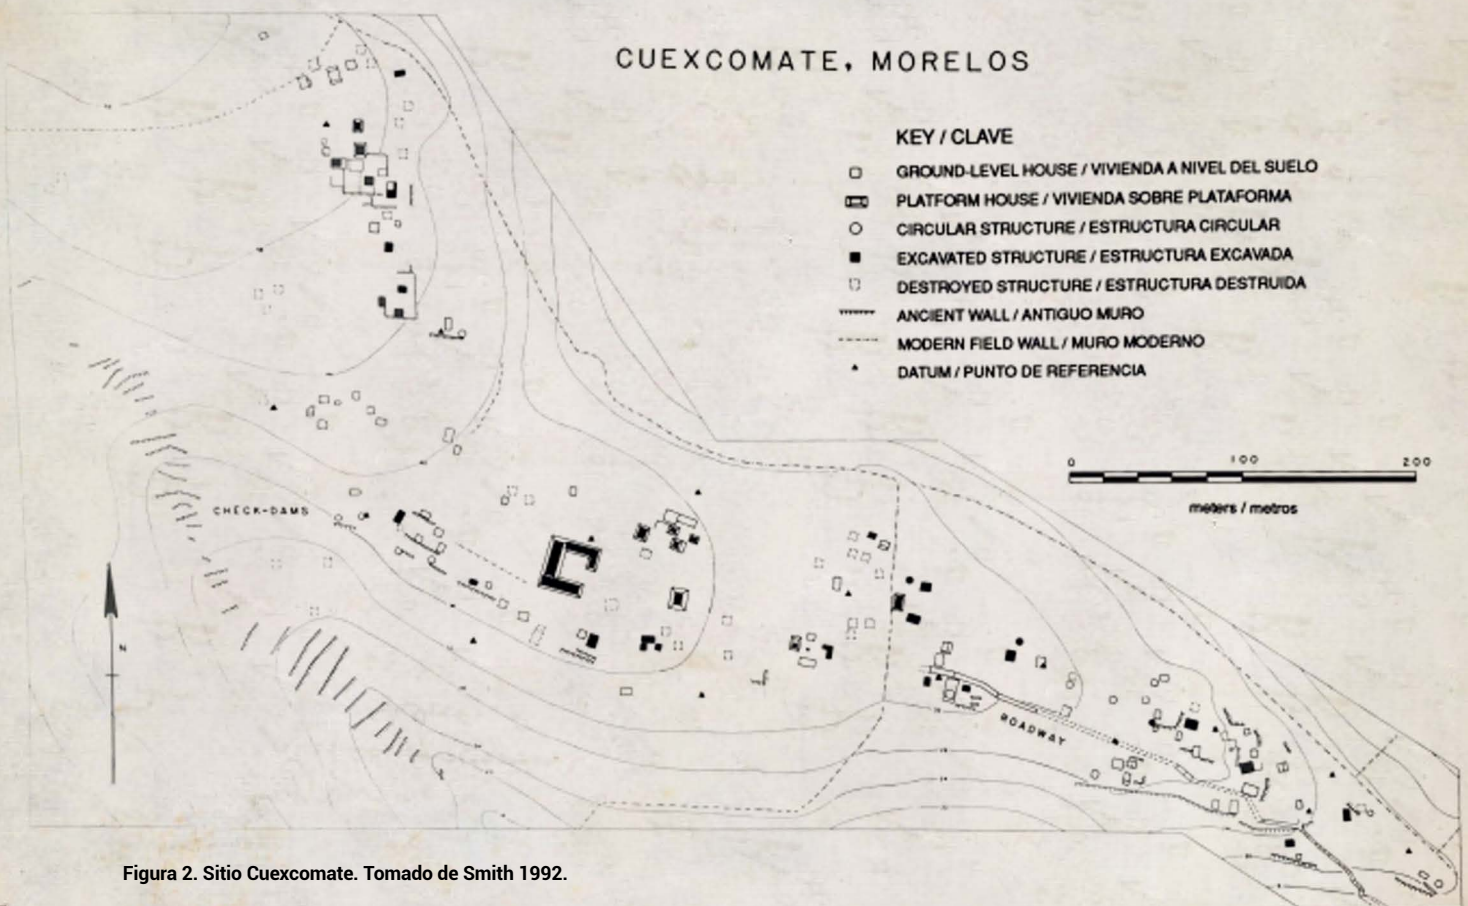 CUEXCOMATE, MORELOS
KEY / CLAVE
GROUND-LEVEL HOUSE / VIVIENDA A NIVEL DEL SUELO
PLATFORM HOUSE / VIVIENDA SOBRE PLATAFORMA
CIRCULAR STRUCTURE / ESTRUCTURA CIRCULAR
EXCAVATED STRUCTURE / ESTRUCTURA EXCAVADA
DESTROYED STRUCTURE / ESTRUCTURA DESTRUIDA
ANCIENT WALL / ANTIGUO MURO
MODERN FIELD WALL / MURO MODERNO
DATUM / PUNTO DE REFERENCIA
0 100 200
meters / metros
CHECK-DAMS
N
ROADWAY
Figura 2. Sitio Cuexcomate. Tomado de Smith 1992.